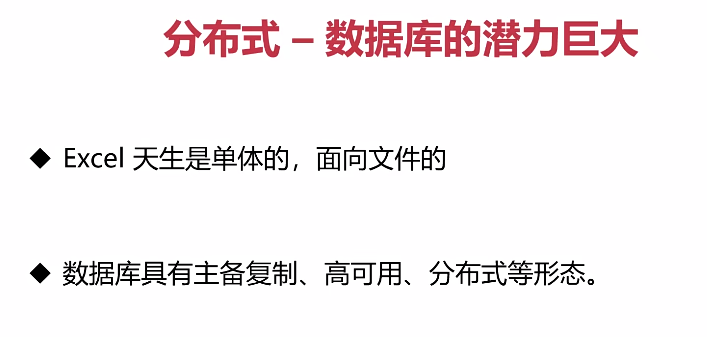 分布式 – 数据库的潜力巨大
◆ Excel 天生是单体的，面向文件的
◆ 数据库具有主备复制、高可用、分布式等形态。